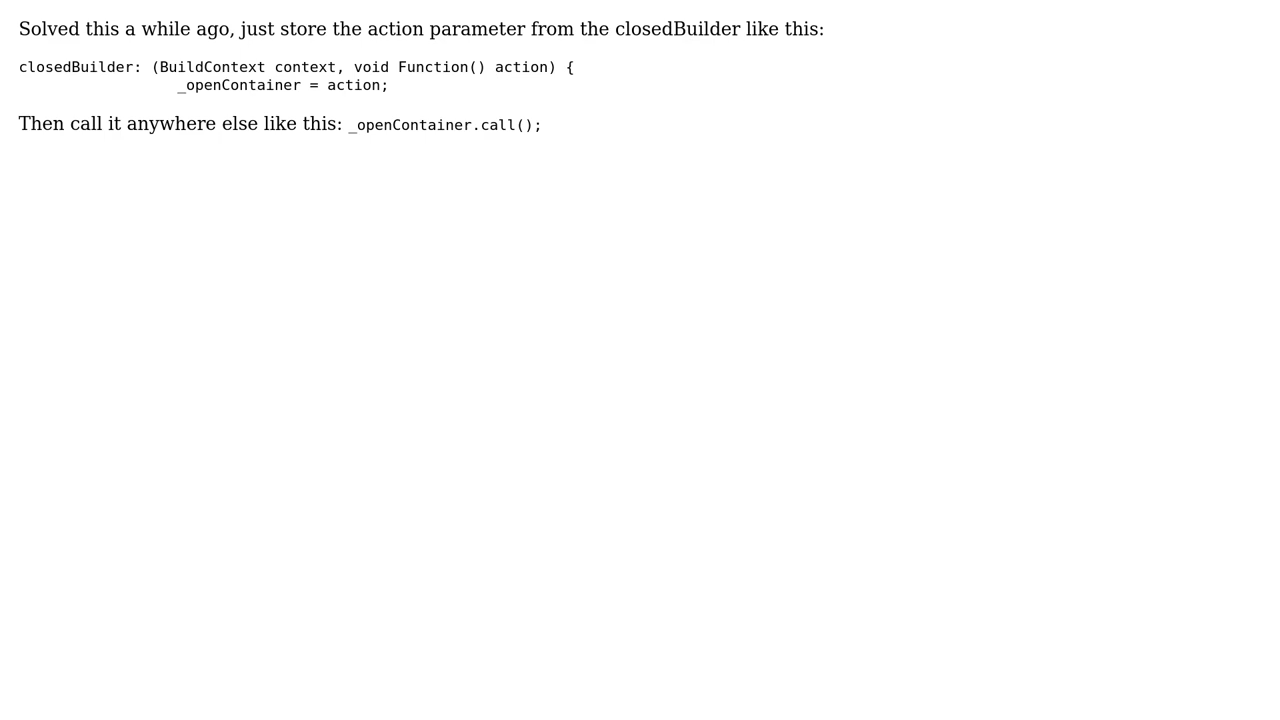 Solved this a while ago, just store the action parameter from the closedBuilder like this:
closedBuilder: (BuildContext context, void Function() action) {
                  _openContainer = action;
Then call it anywhere else like this: _openContainer.call();